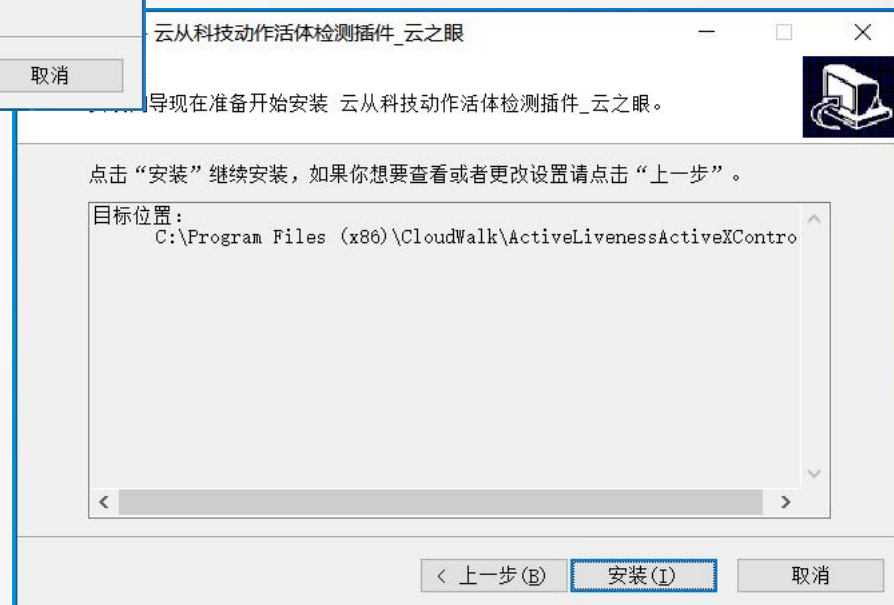 云从科技动作活体检测插件_云之眼
取消
导现在准备开始安装 云从科技动作活体检测插件_云之眼。
点击“安装”继续安装，如果你想要查看或者更改设置请点击“上一步”。
目标位置:
C:\Program Files (x86)\CloudWalk\ActiveLivenessActiveXContro
< 上一步(B)
安装(I)
取消